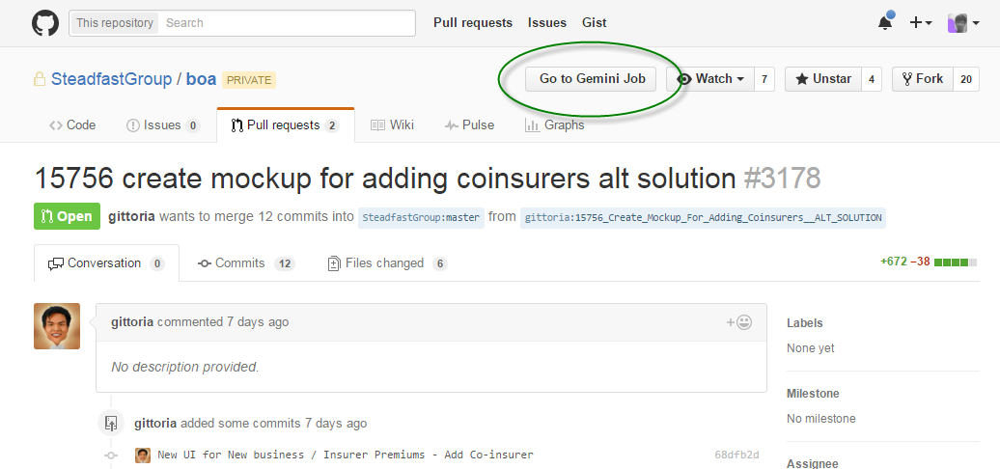 This repository Search Pull requests Issues Gist
SteadfastGroup / boa PRIVATE Go to Gemini Job Watch 7 Unstar 4 Fork 20
Code Issues 0 Pull requests 2 Wiki Pulse Graphs
15756 create mockup for adding coinsurers alt solution #3178
Open gittoria wants to merge 12 commits into SteadfastGroup:master from gittoria:15756_Create_Mockup_For_Adding_Coinsurers__ALT_SOLUTION
Conversation 0 Commits 12 Files changed 6 +672 −38
gittoria commented 7 days ago
Labels
None yet
No description provided.
Milestone
No milestone
gittoria added some commits 7 days ago
New UI for New business / Insurer Premiums - Add Co-insurer 68dfb2d
Assignee